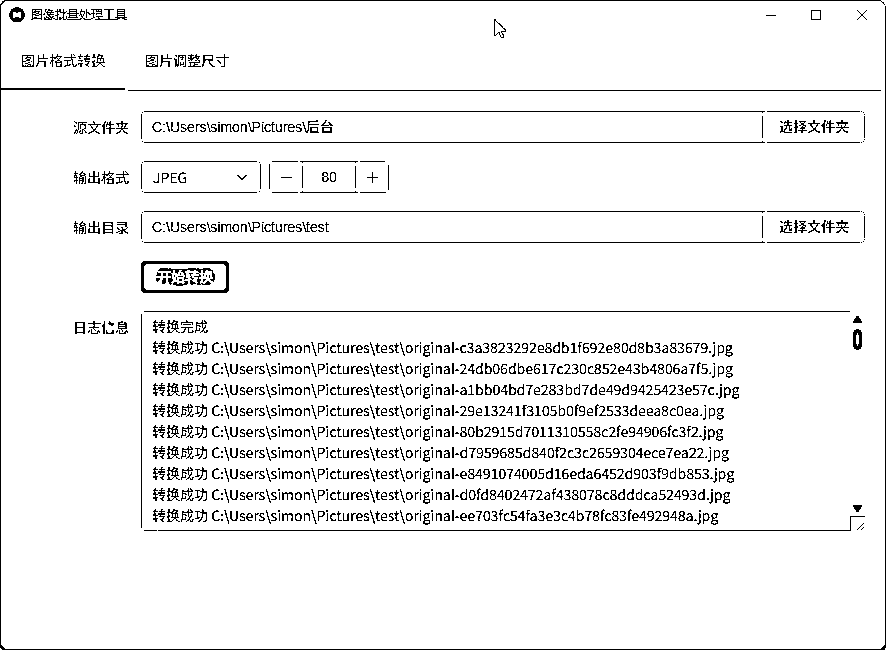 图像批量处理工具
图片格式转换 图片调整尺寸
源文件夹 C:\Users\simon\Pictures\后台 选择文件夹
输出格式 JPEG 80
输出目录 C:\Users\simon\Pictures\test 选择文件夹
开始转换
日志信息 转换完成
转换成功 C:\Users\simon\Pictures\test\original-c3a3823292e8db1f692e80d8b3a83679.jpg
转换成功 C:\Users\simon\Pictures\test\original-24db06dbe617c230c852e43b4806a7f5.jpg
转换成功 C:\Users\simon\Pictures\test\original-a1bb04bd7e283bd7de49d9425423e57c.jpg
转换成功 C:\Users\simon\Pictures\test\original-29e13241f3105b0f9ef2533deea8c0ea.jpg
转换成功 C:\Users\simon\Pictures\test\original-80b2915d7011310558c2fe94906fc3f2.jpg
转换成功 C:\Users\simon\Pictures\test\original-d7959685d840f2c3c2659304ece7ea22.jpg
转换成功 C:\Users\simon\Pictures\test\original-e8491074005d16eda6452d903f9db853.jpg
转换成功 C:\Users\simon\Pictures\test\original-d0fd8402472af438078c8dddca52493d.jpg
转换成功 C:\Users\simon\Pictures\test\original-ee703fc54fa3e3c4b78fc83fe492948a.jpg